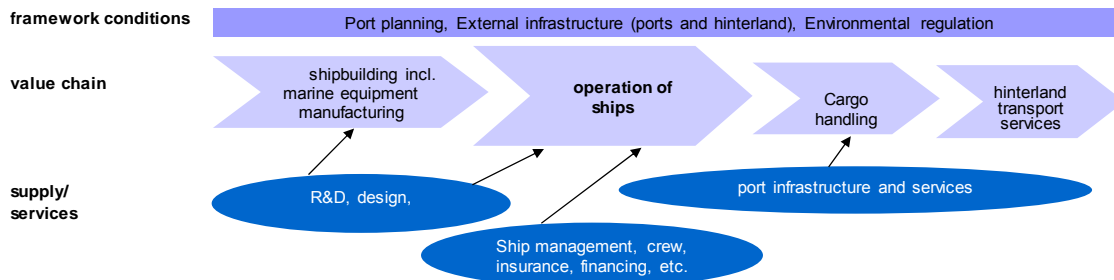 framework conditions
Port planning, External infrastructure (ports and hinterland), Environmental regulation
value chain
shipbuilding incl.
marine equipment
manufacturing
operation of
ships
Cargo
handling
hinterland
transport
services
supply/
services
R&D, design,
port infrastructure and services
Ship management, crew,
insurance, financing, etc.